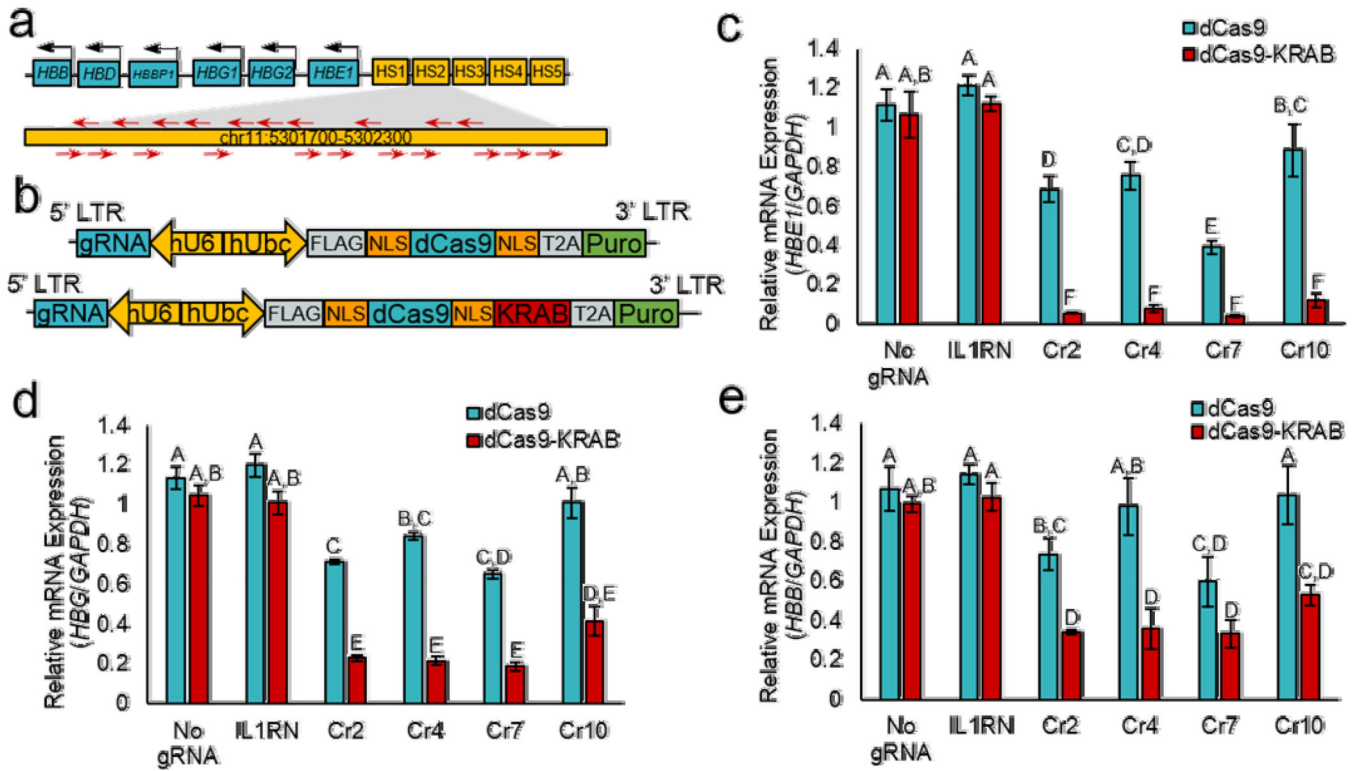 a
HBB HBD HBBP1 HBG1 HBG2 HBE1 HS1 HS2 HS3 HS4 HS5
chr11:5301700-5302300
b
5' LTR 3' LTR
gRNA hU6 hUbc FLAG NLS dCas9 NLS T2A Puro
5' LTR 3' LTR
gRNA hU6 hUbc FLAG NLS dCas9 NLS KRAB T2A Puro
c
dCas9
dCas9-KRAB
Relative mRNA Expression
(HBE1/GAPDH)
1.4
1.2
1
0.8
0.6
0.4
0.2
0
A A,B A A D F C,D F E F B,C F
No gRNA IL1RN Cr2 Cr4 Cr7 Cr10
d
dCas9
dCas9-KRAB
Relative mRNA Expression
(HBG/GAPDH)
1.4
1.2
1
0.8
0.6
0.4
0.2
0
A A,B A A,B C E B,C E C,D E A,B D,E
No gRNA IL1RN Cr2 Cr4 Cr7 Cr10
e
dCas9
dCas9-KRAB
Relative mRNA Expression
(HBB/GAPDH)
1.4
1.2
1
0.8
0.6
0.4
0.2
0
A A,B A A B,C D A,B D C,D D A C,D
No gRNA IL1RN Cr2 Cr4 Cr7 Cr10